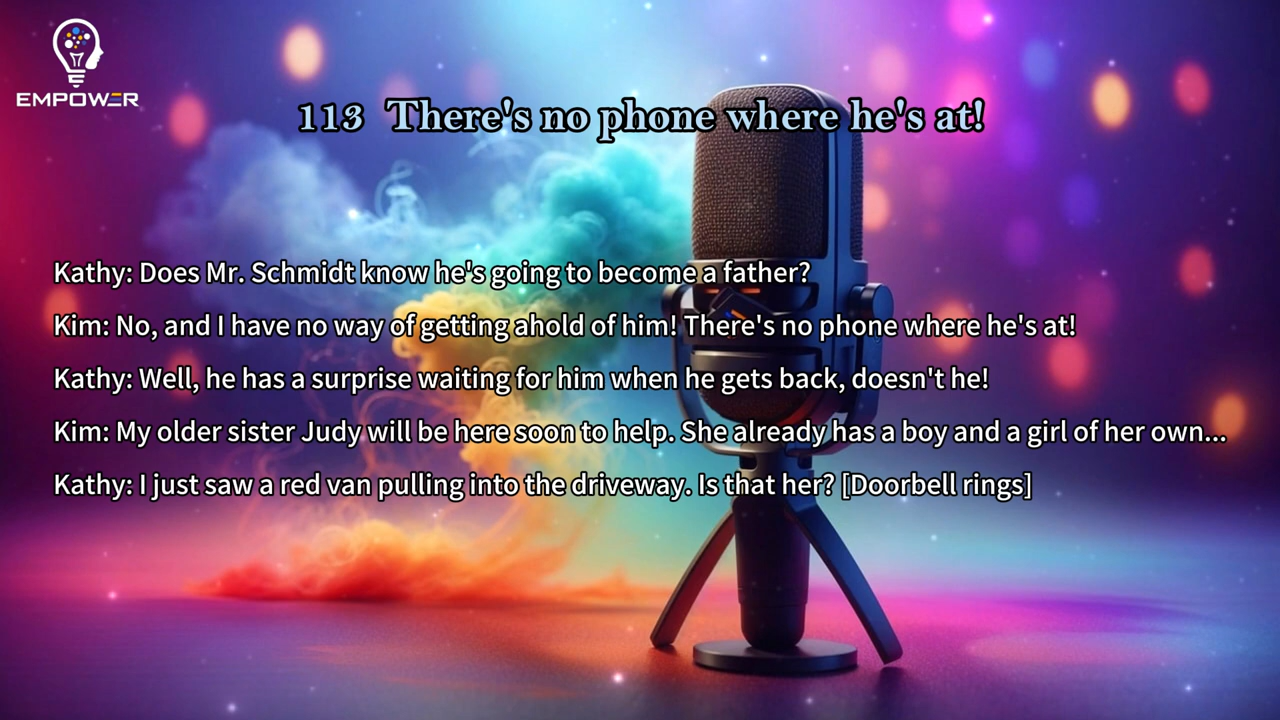 EMPOWER
113 There's no phone where he's at!
Kathy: Does Mr. Schmidt know he's going to become a father?
Kim: No, and I have no way of getting ahold of him! There's no phone where he's at!
Kathy: Well, he has a surprise waiting for him when he gets back, doesn't he!
Kim: My older sister Judy will be here soon to help. She already has a boy and a girl of her own...
Kathy: I just saw a red van pulling into the driveway. Is that her? [Doorbell rings]